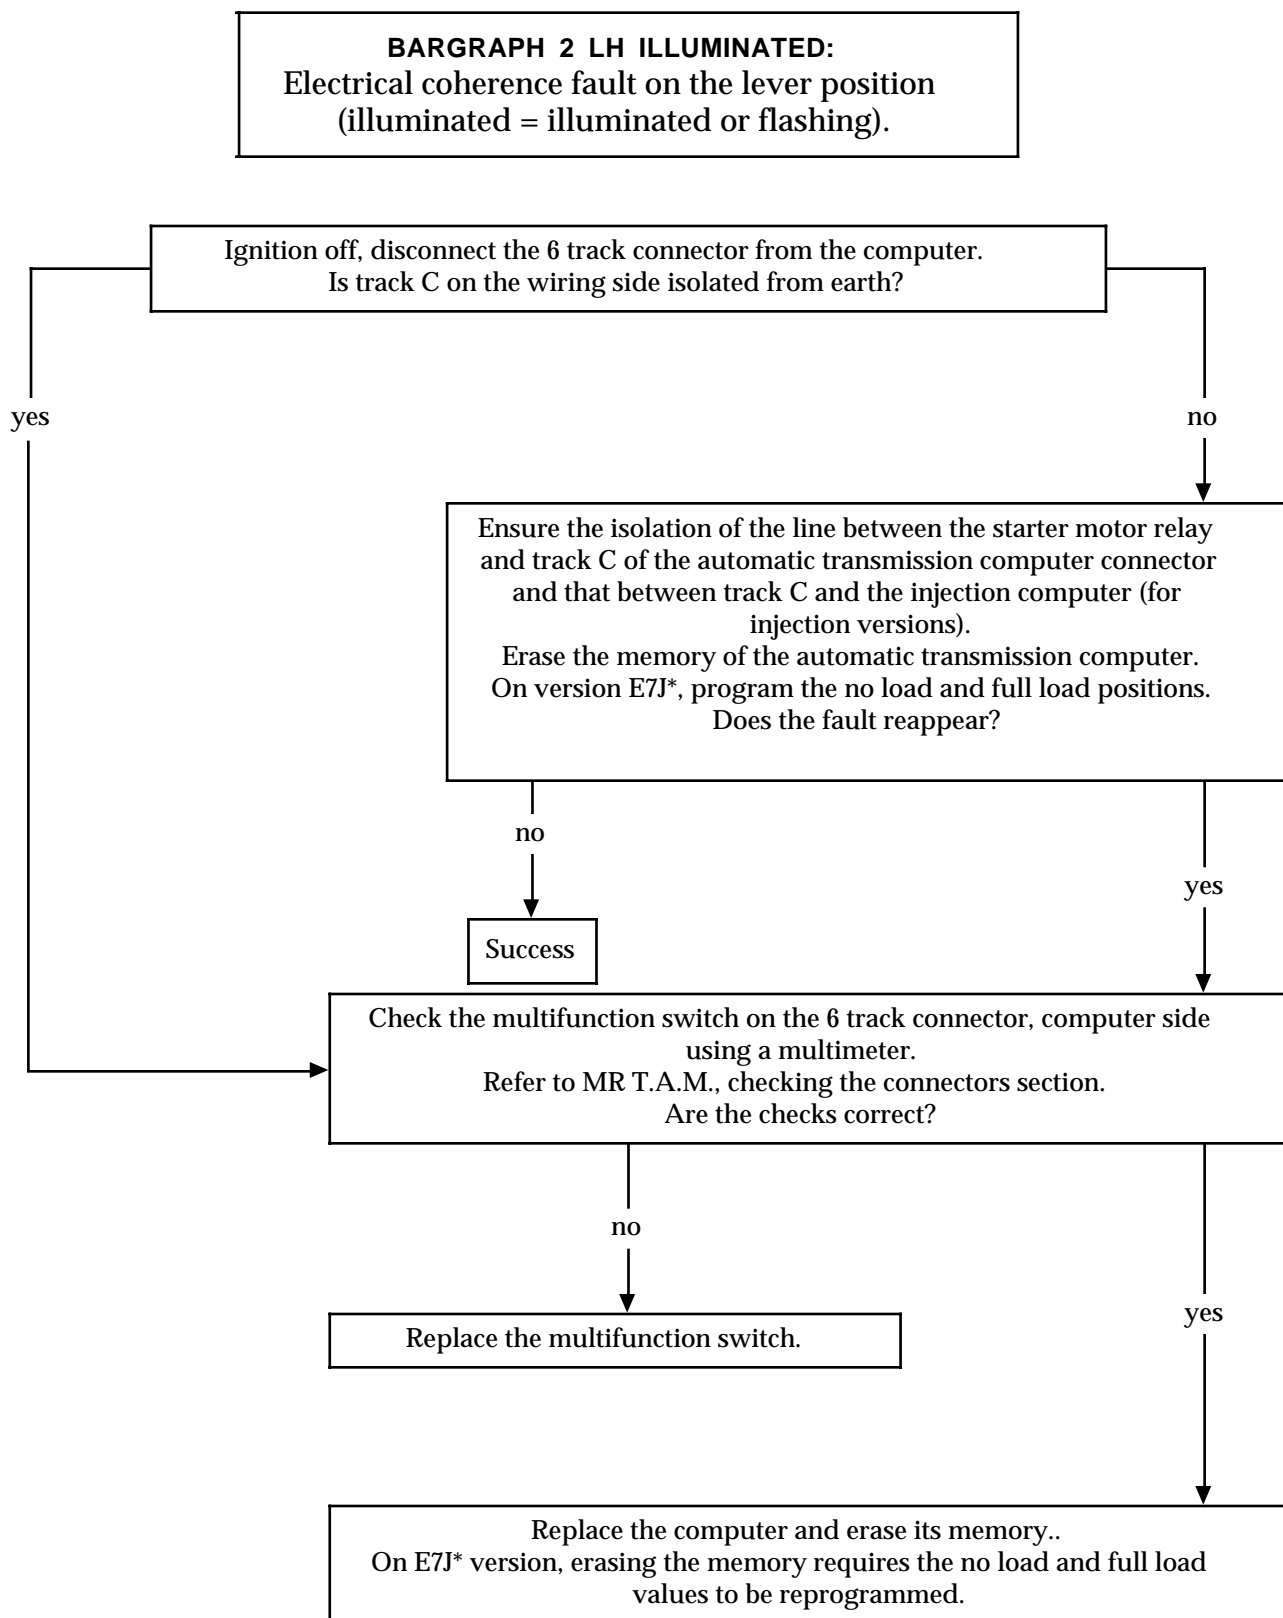 BARGRAPH 2 LH ILLUMINATED:
Electrical coherence fault on the lever position
(illuminated = illuminated or flashing).
Ignition off, disconnect the 6 track connector from the computer.
Is track C on the wiring side isolated from earth?
yes
no
Ensure the isolation of the line between the starter motor relay
and track C of the automatic transmission computer connector
and that between track C and the injection computer (for
injection versions).
Erase the memory of the automatic transmission computer.
On version E7J*, program the no load and full load positions.
Does the fault reappear?
no
yes
Success
Check the multifunction switch on the 6 track connector, computer side
using a multimeter.
Refer to MR T.A.M., checking the connectors section.
Are the checks correct?
no
yes
Replace the multifunction switch.
Replace the computer and erase its memory..
On E7J* version, erasing the memory requires the no load and full load
values to be reprogrammed.